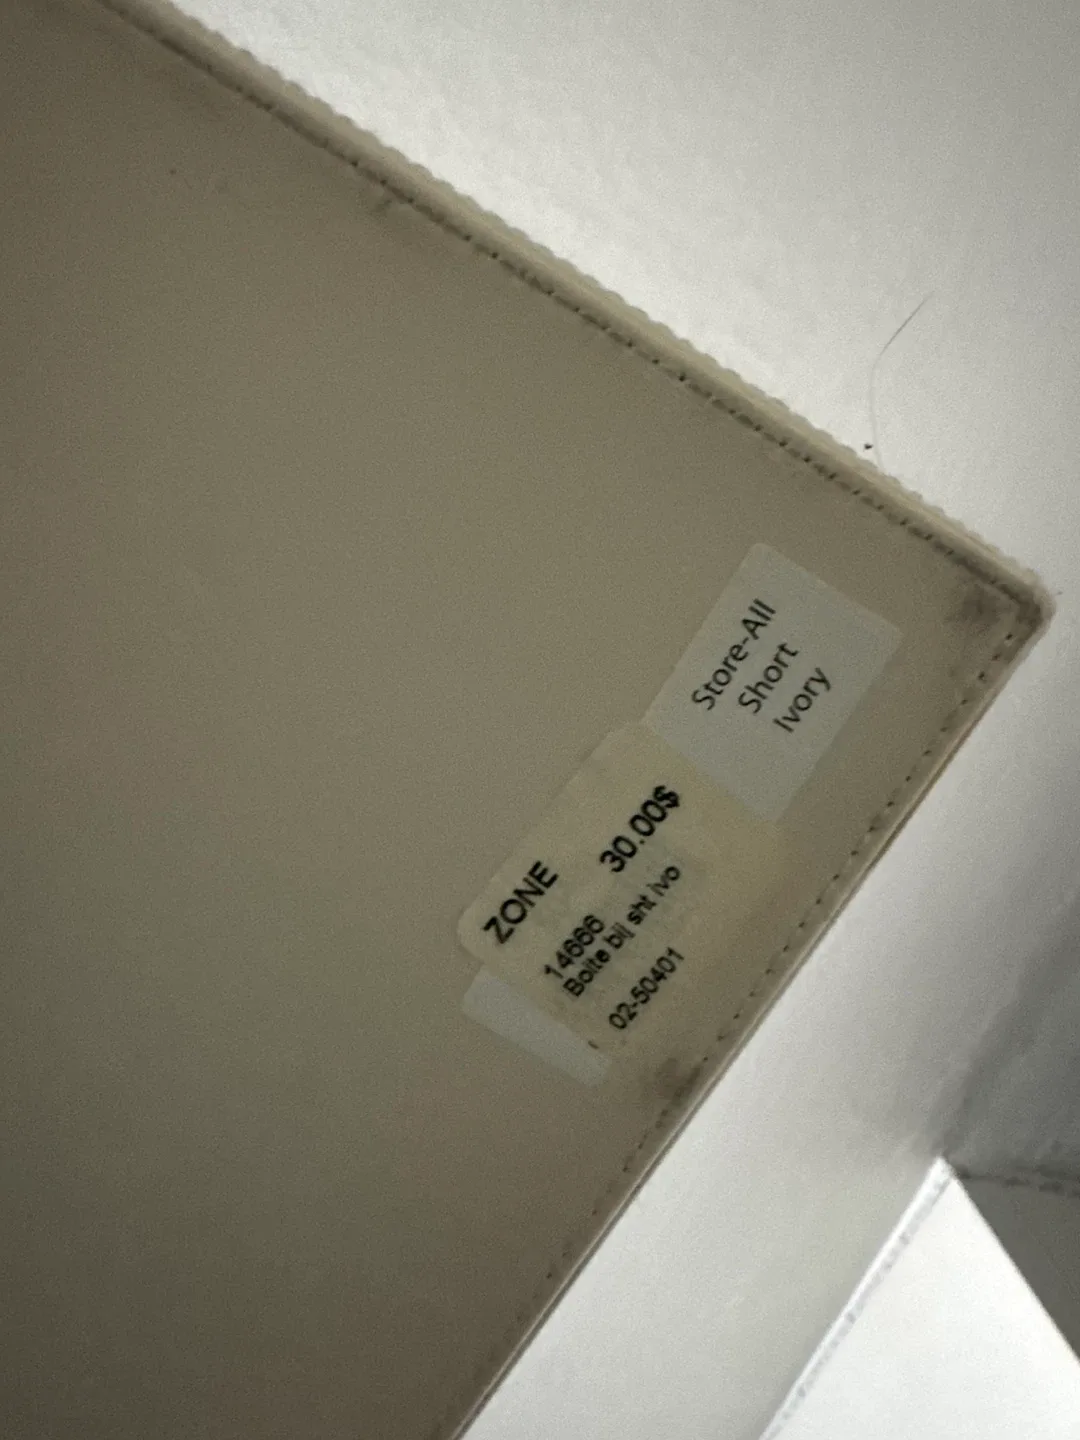 Store-All
Short
Ivory
ZONE 30.00$
14666
Boite bij sht ivo
02-50401